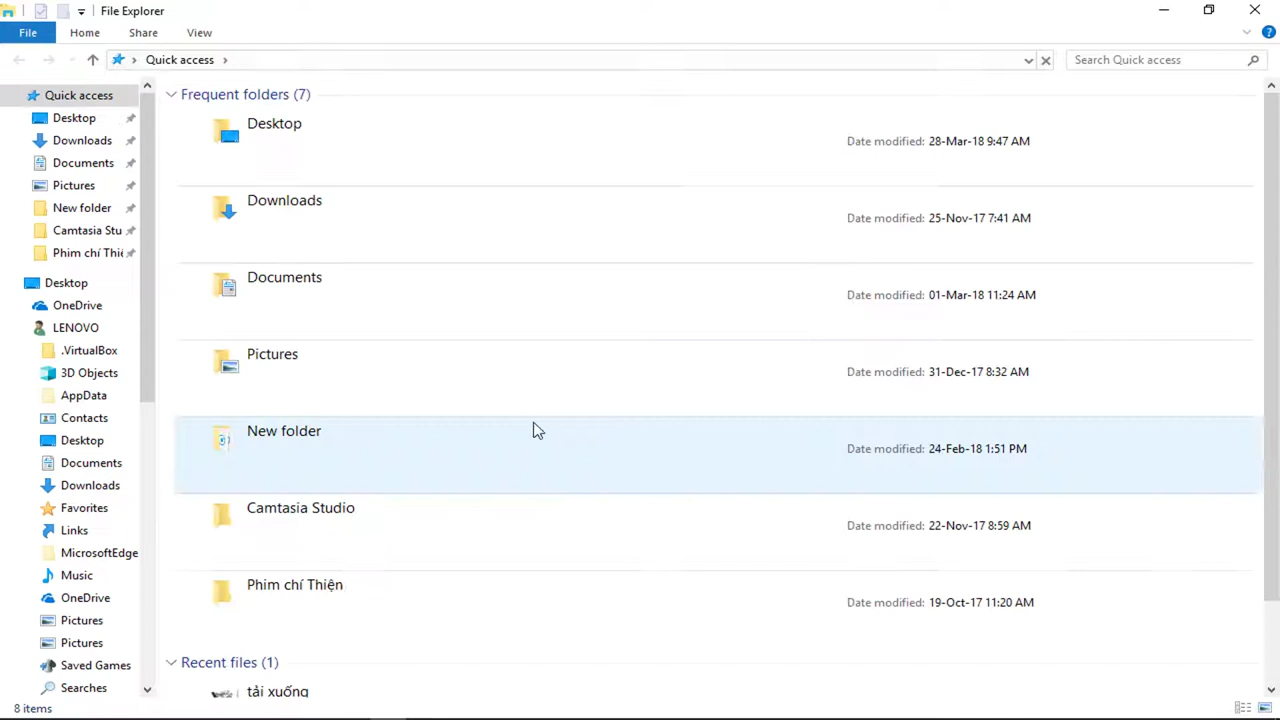 File Explorer
File
Home
Share
View
Quick access
Search Quick access
Quick access
Desktop
Downloads
Documents
Pictures
New folder
Camtasia Stu
Phim chí Thiệ
Desktop
OneDrive
LENOVO
.VirtualBox
3D Objects
AppData
Contacts
Desktop
Documents
Downloads
Favorites
Links
MicrosoftEdge
Music
OneDrive
Pictures
Pictures
Saved Games
Searches
Frequent folders (7)
Desktop
Date modified: 28-Mar-18 9:47 AM
Downloads
Date modified: 25-Nov-17 7:41 AM
Documents
Date modified: 01-Mar-18 11:24 AM
Pictures
Date modified: 31-Dec-17 8:32 AM
New folder
Date modified: 24-Feb-18 1:51 PM
Camtasia Studio
Date modified: 22-Nov-17 8:59 AM
Phim chí Thiện
Date modified: 19-Oct-17 11:20 AM
Recent files (1)
tải xuống
8 items